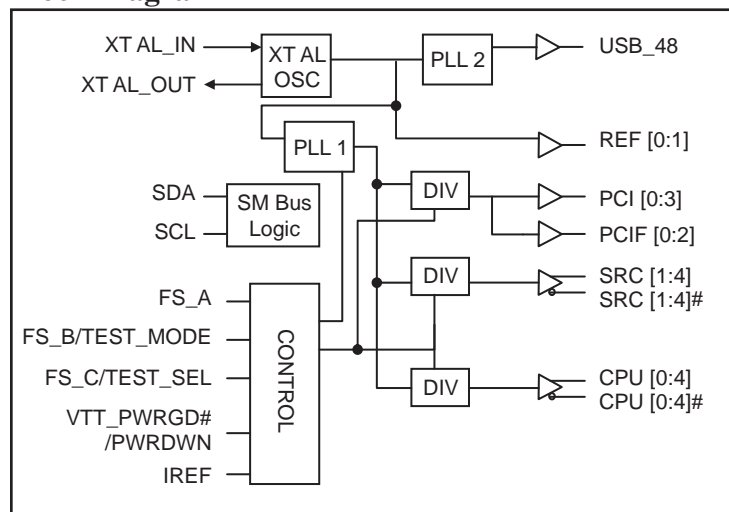 XT AL_IN
XT AL_OUT
XT AL
OSC
PLL 2
USB_48
REF [0:1]
PLL 1
SDA
SCL
SM Bus
Logic
DIV
PCI [0:3]
PCIF [0:2]
DIV
SRC [1:4]
SRC [1:4]#
FS_A
FS_B/TEST_MODE
FS_C/TEST_SEL
VTT_PWRGD#
/PWRDWN
IREF
CONTROL
DIV
CPU [0:4]
CPU [0:4]#